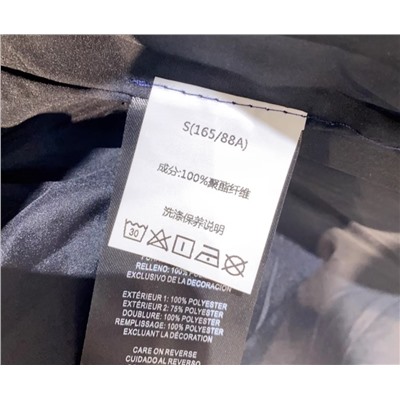 S(165/88A)
成分:100%聚酯纤维
洗涤保养说明
30
RELLENO: 100% POLYESTER
EXCLUSIVO DE LA DECORACIÓN
EXTÉRIEUR 1: 100% POLYESTER
EXTÉRIEUR 2: 75% POLYESTER
DOUBLURE: 100% POLYESTER
REMPLISSAGE: 100% POLYESTER
EXCLUANT LA DÉCORATION
CARE ON REVERSE
CUIDADO AL REVERSO